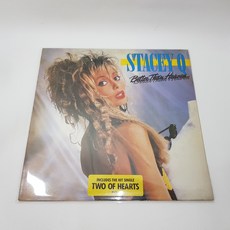 STACEY Q
Better Than Heaven
INCLUDES THE HIT SINGLE
TWO OF HEARTS